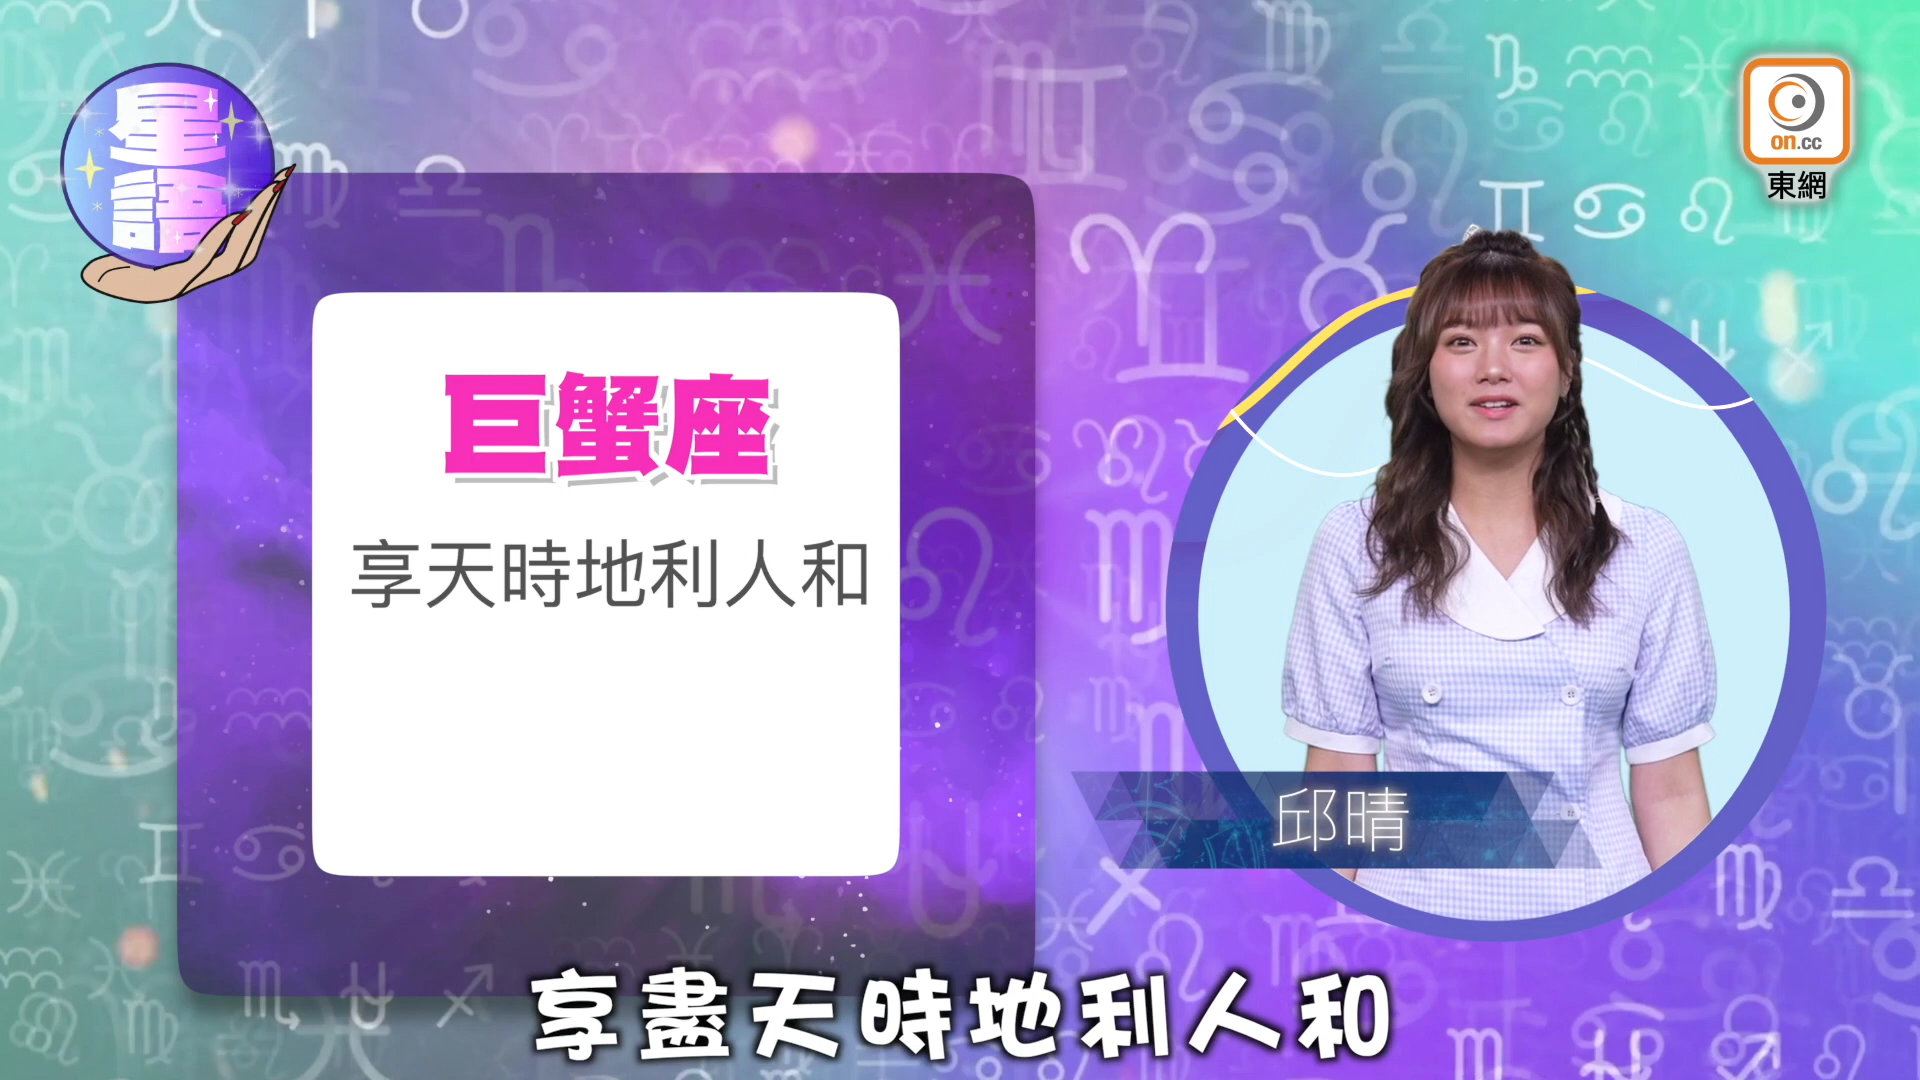 星語
on.cc
東網
巨蟹座
享天時地利人和
邱晴
享盡天時地利人和